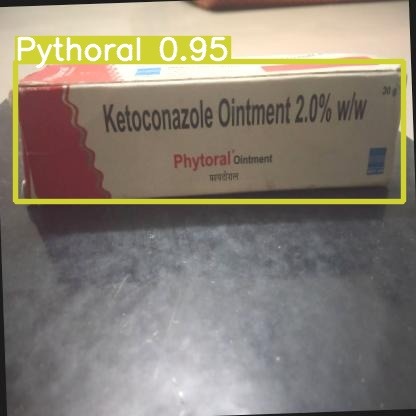 Pythoral 0.95
30 g
Ketoconazole Ointment 2.0% w/w
Phytoral® Ointment
फायटोराल